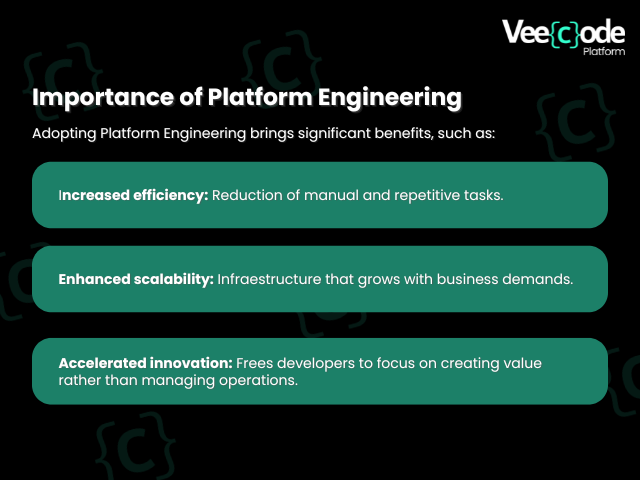 Vee{c}ode
Platform
Importance of Platform Engineering
Adopting Platform Engineering brings significant benefits, such as:
Increased efficiency: Reduction of manual and repetitive tasks.
Enhanced scalability: Infraestructure that grows with business demands.
Accelerated innovation: Frees developers to focus on creating value
rather than managing operations.